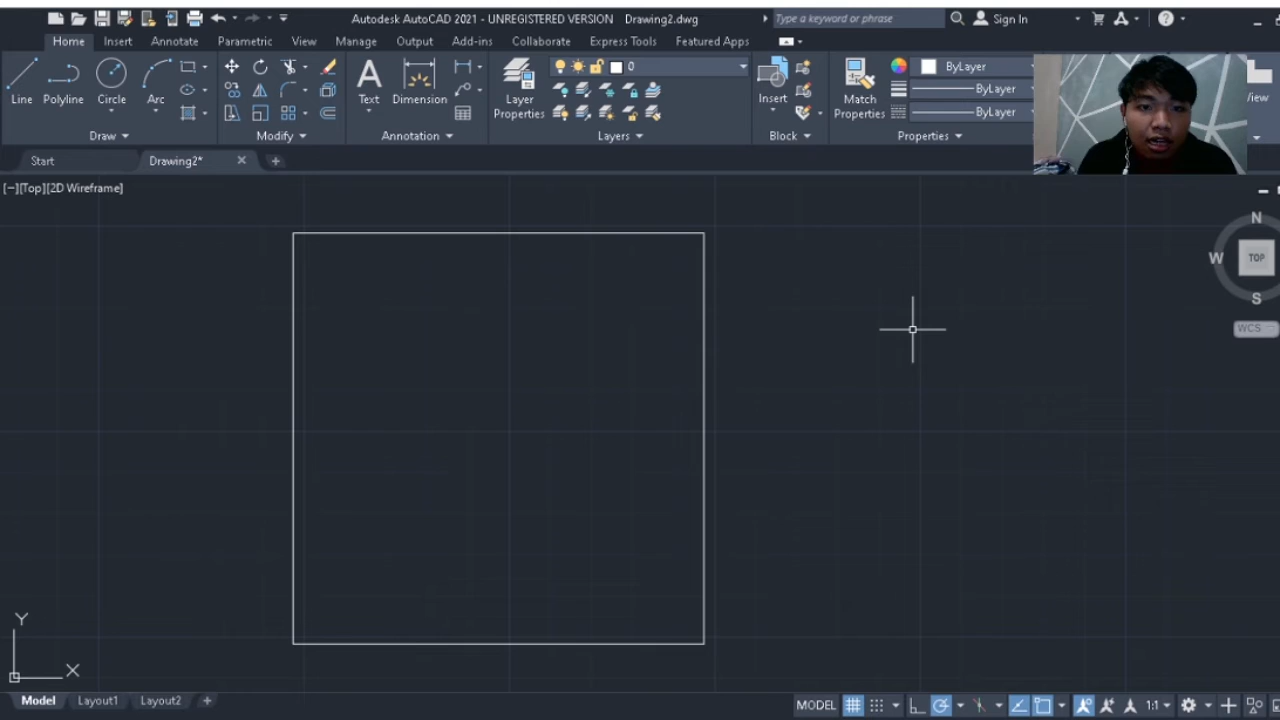 Autodesk AutoCAD 2021 - UNREGISTERED VERSION Drawing2.dwg Type a keyword or phrase Sign In
Home Insert Annotate Parametric View Manage Output Add-ins Collaborate Express Tools Featured Apps
0 ByLayer
ByLayer
ByLayer
Line Polyline Circle Arc Text Dimension Layer Properties Insert Match Properties View
Draw Modify Annotation Layers Block Properties
Start Drawing2*
[−][Top][2D Wireframe]
N
W TOP
S
WCS
Y
X
Model Layout1 Layout2 MODEL 1:1